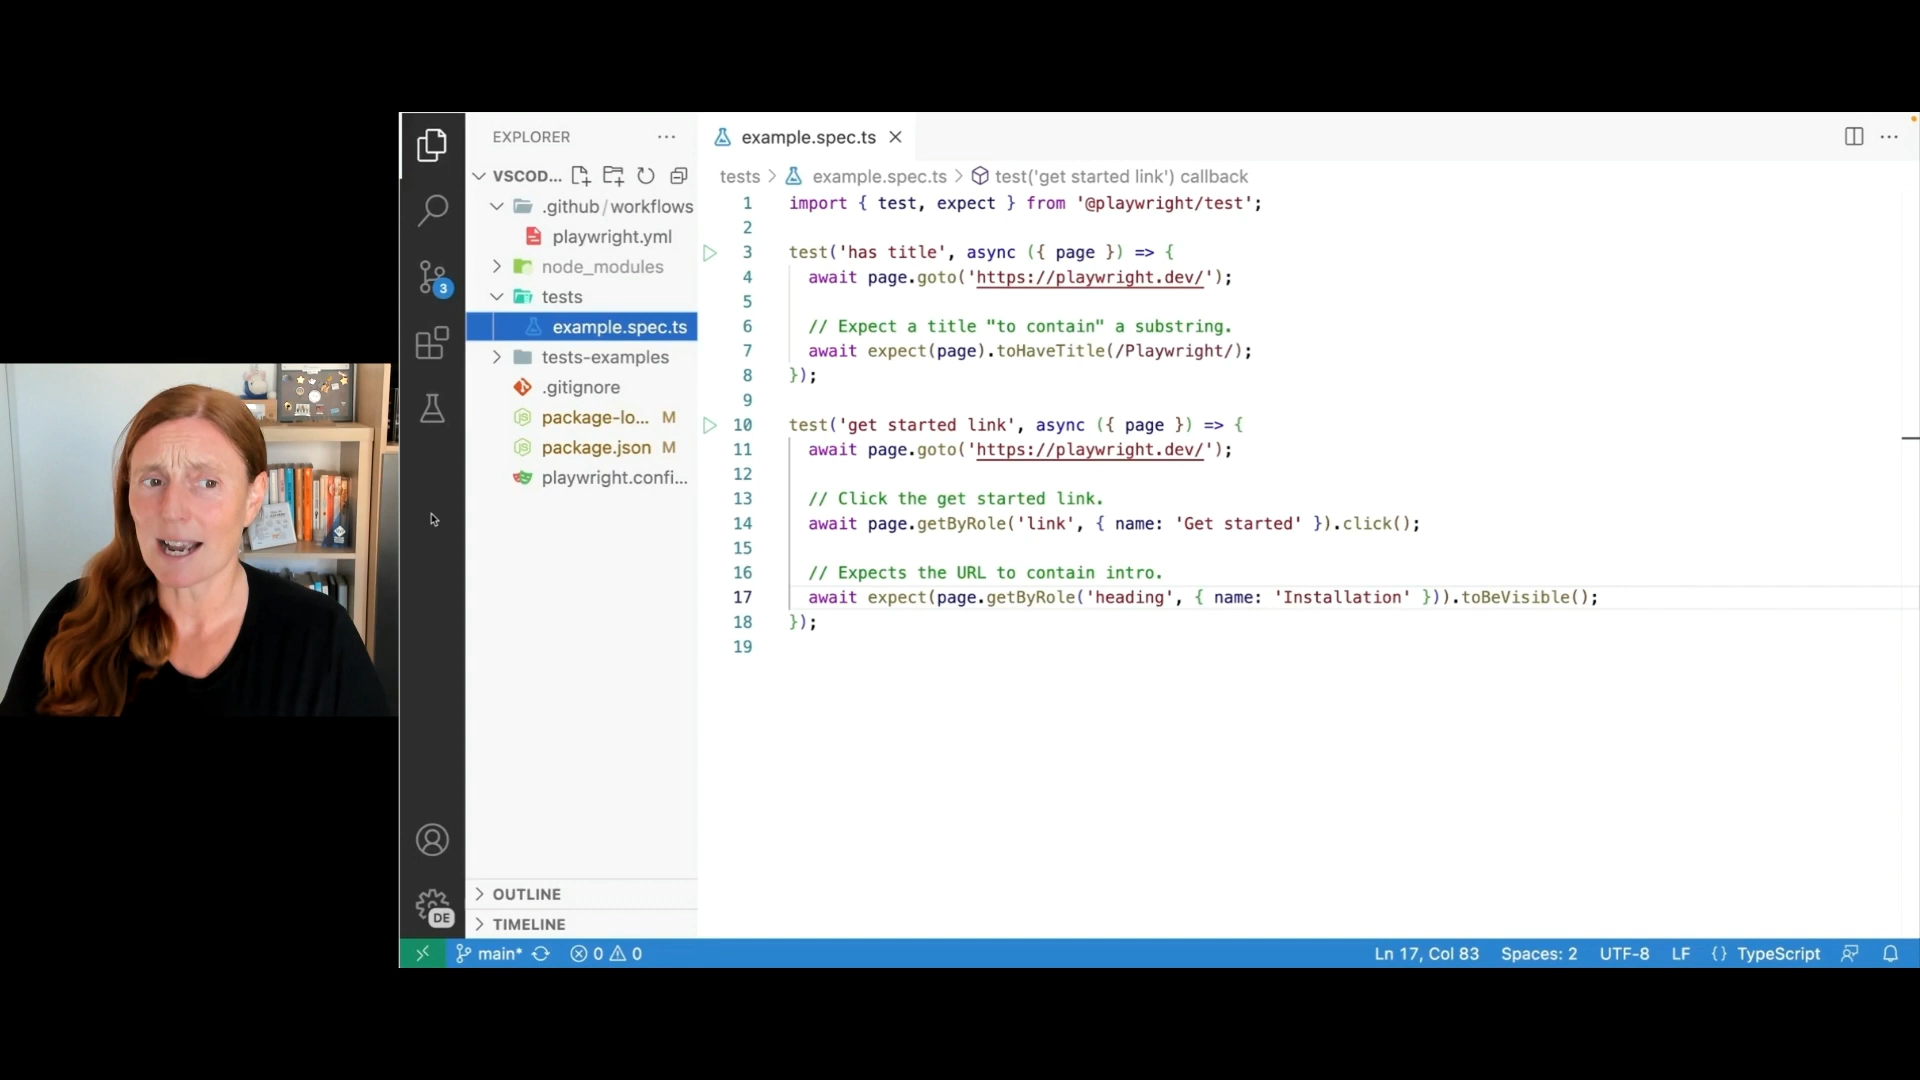 EXPLORER
example.spec.ts
VSCOD...
tests > example.spec.ts > test('get started link') callback
.github/workflows
playwright.yml
node_modules
tests
example.spec.ts
tests-examples
.gitignore
package-lo... M
package.json M
playwright.confi...
3
1 import { test, expect } from '@playwright/test';
2
3 test('has title', async ({ page }) => {
4 await page.goto('https://playwright.dev/');
5
6 // Expect a title "to contain" a substring.
7 await expect(page).toHaveTitle(/Playwright/);
8 });
9
10 test('get started link', async ({ page }) => {
11 await page.goto('https://playwright.dev/');
12
13 // Click the get started link.
14 await page.getByRole('link', { name: 'Get started' }).click();
15
16 // Expects the URL to contain intro.
17 await expect(page.getByRole('heading', { name: 'Installation' })).toBeVisible();
18 });
19
OUTLINE
DE
TIMELINE
main* 0 0 Ln 17, Col 83 Spaces: 2 UTF-8 LF {} TypeScript